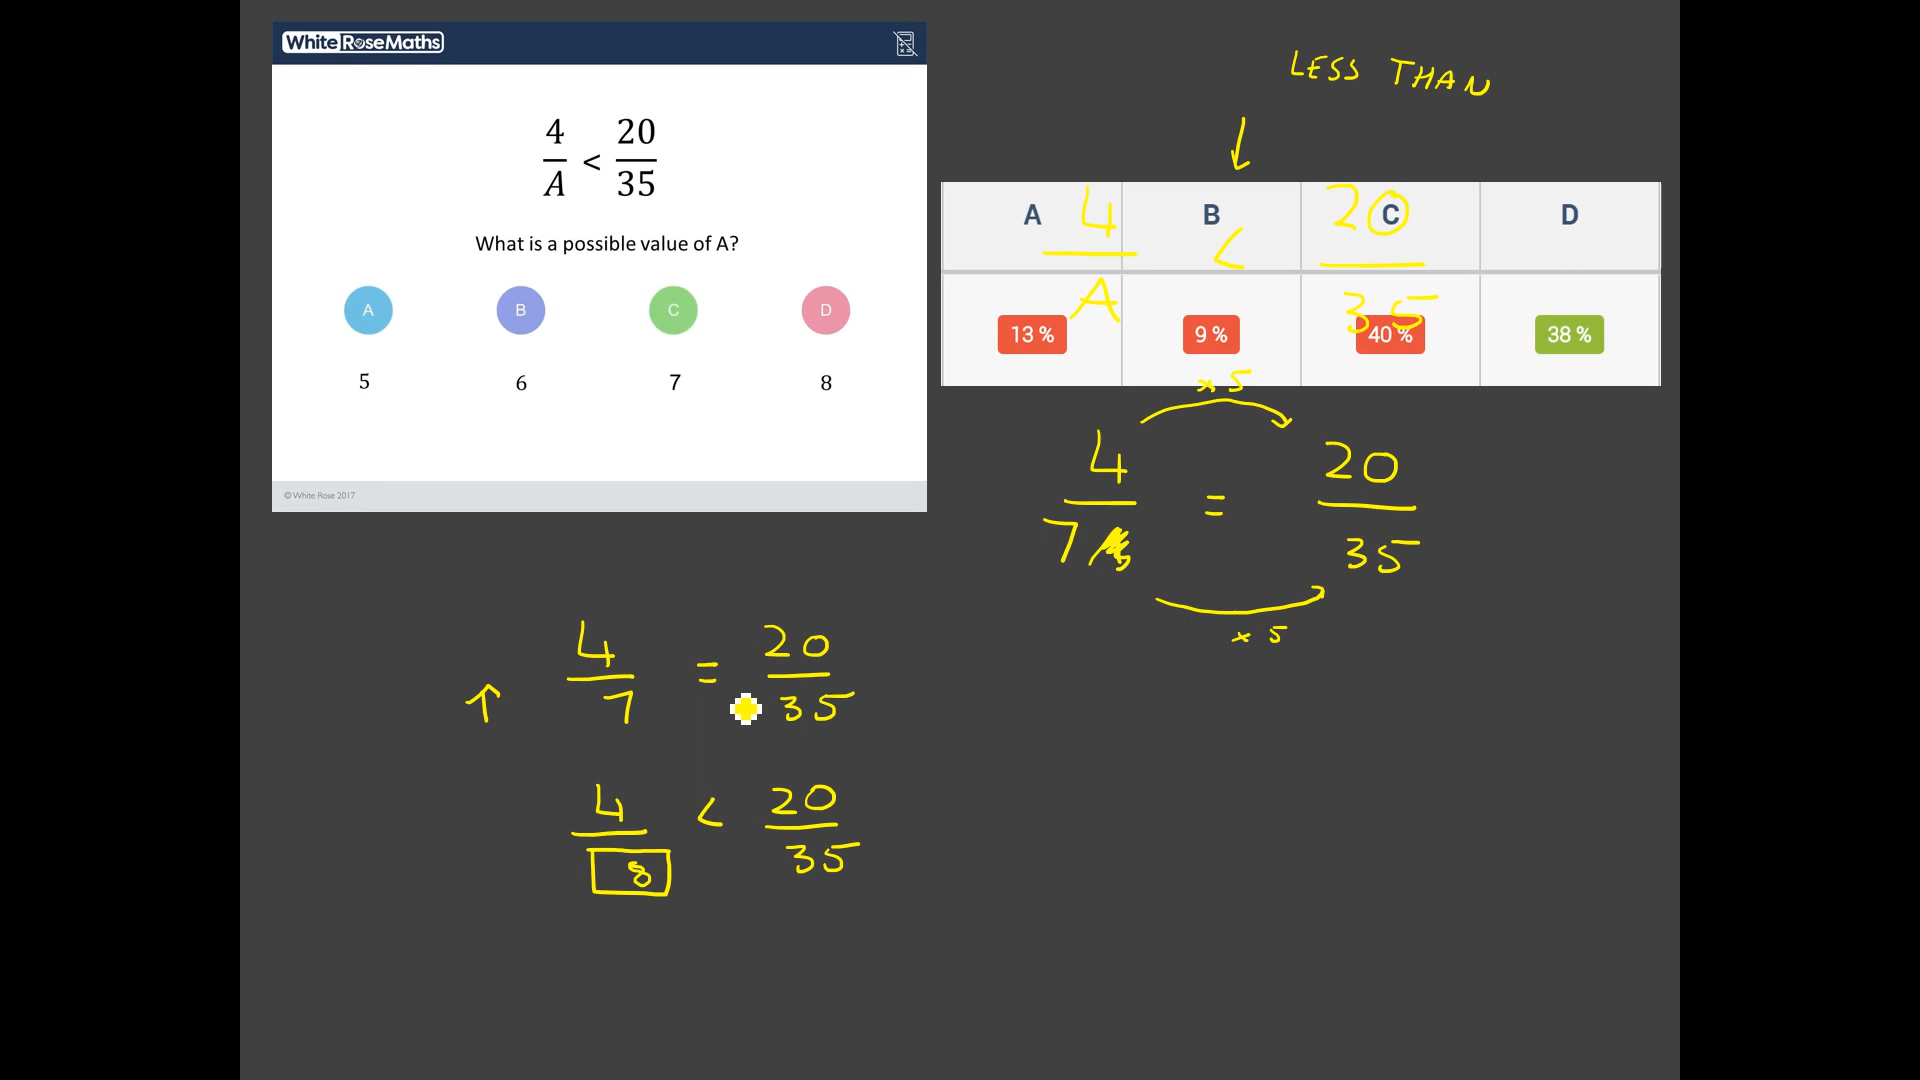 White Rose Maths
4/A < 20/35
What is a possible value of A?
A B C D
5 6 7 8
© White Rose 2017
LESS THAN
↓
A B C D
13 % 9 % 40 % 38 %
4/A < 20/35
× 5
4/7 = 20/35
× 5
↑ 4/7 = 20/35
4/8 < 20/35